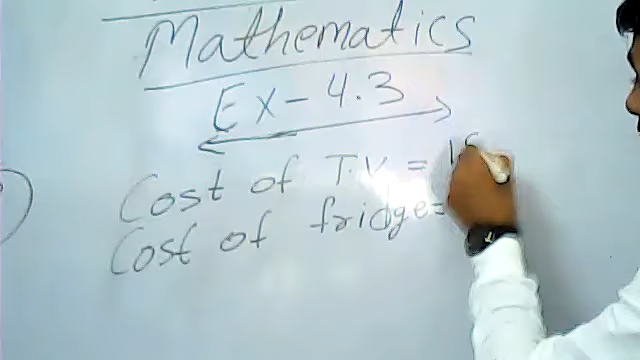 Mathematics
Ex - 4.3
Cost of T.V =
Cost of fridge =